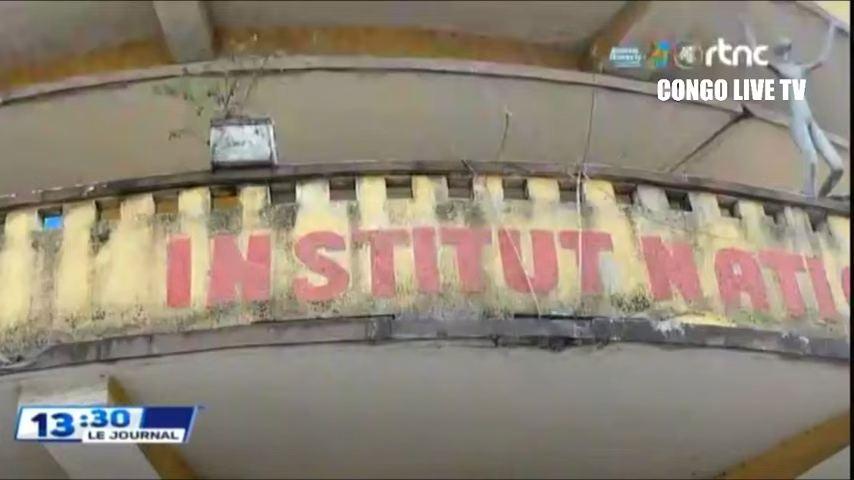 rtnc
CONGO LIVE TV
INSTITUT NATI
13:30
LE JOURNAL